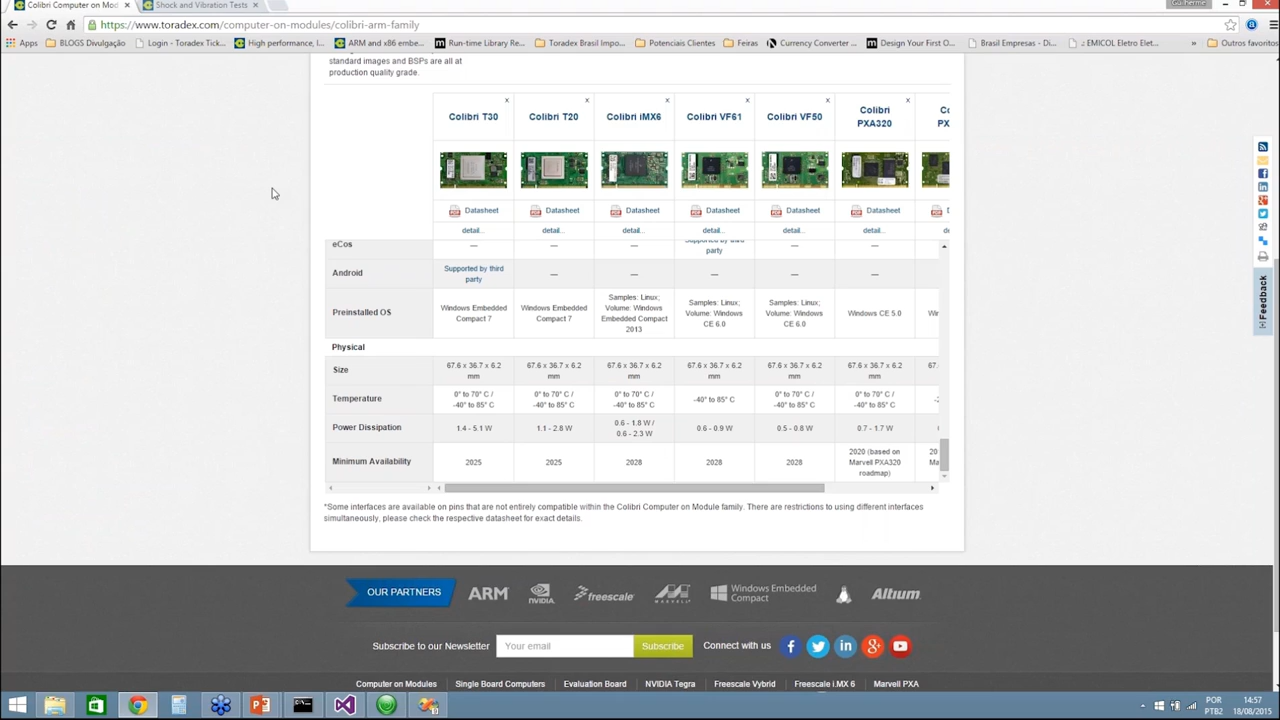 Colibri Computer on Mod
Shock and Vibration Tests
Guilherme
https://www.toradex.com/computer-on-modules/colibri-arm-family
Apps
BLOGS Divulgação
Login - Toradex Tick...
High performance, l...
ARM and x86 embe...
Run-time Library Re...
Toradex Brasil Impo...
Potenciais Clientes
Feiras
Currency Converter ...
Design Your First O...
Brasil Empresas - Di...
.: EMICOL Eletro Elet...
»
Outros favoritos
standard images and BSPs are all at
production quality grade.
x x x x x x
Colibri T30 Colibri T20 Colibri iMX6 Colibri VF61 Colibri VF50 Colibri PXA320
Datasheet Datasheet Datasheet Datasheet Datasheet Datasheet
detail... detail... detail... detail... detail... detail...
eCos — — — Supported by third party — —
Android Supported by third party — — — — —
Preinstalled OS Windows Embedded Compact 7 Windows Embedded Compact 7 Samples: Linux; Volume: Windows Embedded Compact 2013 Samples: Linux; Volume: Windows CE 6.0 Samples: Linux; Volume: Windows CE 6.0 Windows CE 5.0
Physical
Size 67.6 x 36.7 x 6.2 mm 67.6 x 36.7 x 6.2 mm 67.6 x 36.7 x 6.2 mm 67.6 x 36.7 x 6.2 mm 67.6 x 36.7 x 6.2 mm 67.6 x 36.7 x 6.2 mm
Temperature 0° to 70° C / -40° to 85° C 0° to 70° C / -40° to 85° C 0° to 70° C / -40° to 85° C -40° to 85° C 0° to 70° C / -40° to 85° C 0° to 70° C / -40° to 85° C
Power Dissipation 1.4 - 5.1 W 1.1 - 2.8 W 0.6 - 1.8 W / 0.6 - 2.3 W 0.6 - 0.9 W 0.5 - 0.8 W 0.7 - 1.7 W
Minimum Availability 2025 2025 2028 2028 2028 2020 (based on Marvell PXA320 roadmap)
*Some interfaces are available on pins that are not entirely compatible within the Colibri Computer on Module family. There are restrictions to using different interfaces
simultaneously, please check the respective datasheet for exact details.
Feedback
OUR PARTNERS ARM NVIDIA freescale MARVELL Windows Embedded Compact Altium
Subscribe to our Newsletter Your email Subscribe Connect with us
Computer on Modules Single Board Computers Evaluation Board NVIDIA Tegra Freescale Vybrid Freescale i.MX 6 Marvell PXA
POR
PTB2
14:57
18/08/2015